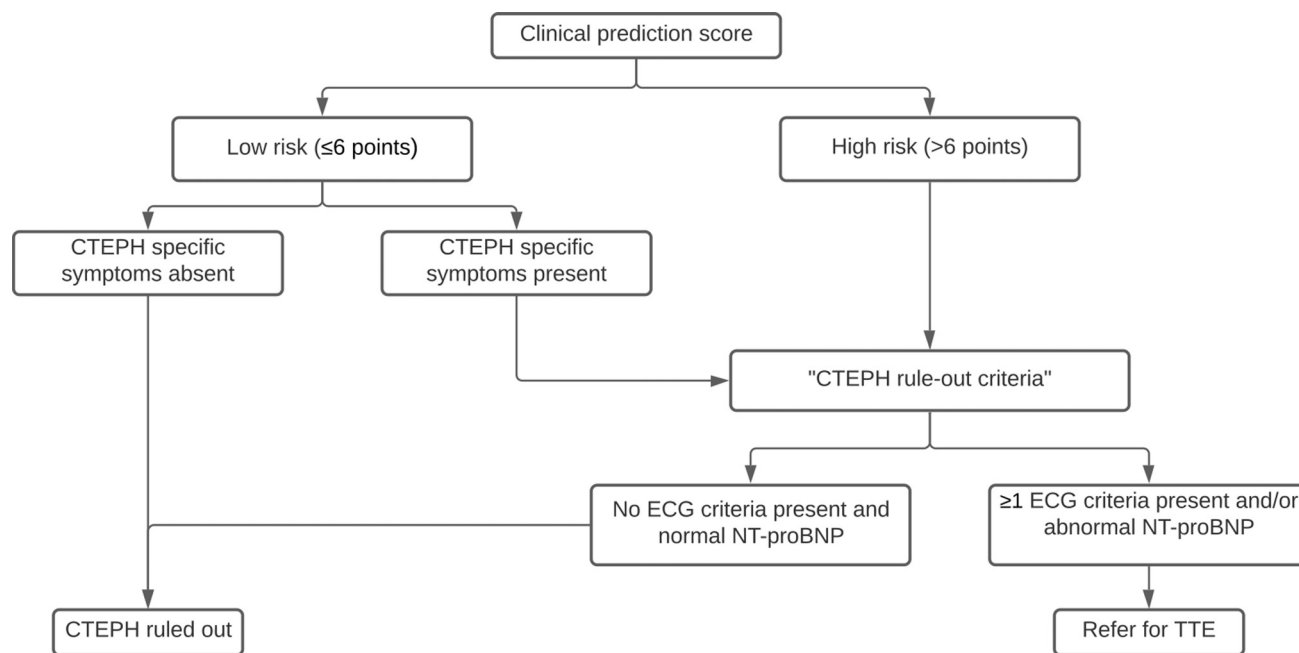 Clinical prediction score
Low risk (≤6 points)
High risk (>6 points)
CTEPH specific
symptoms absent
CTEPH specific
symptoms present
"CTEPH rule-out criteria"
No ECG criteria present and
normal NT-proBNP
≥1 ECG criteria present and/or
abnormal NT-proBNP
CTEPH ruled out
Refer for TTE